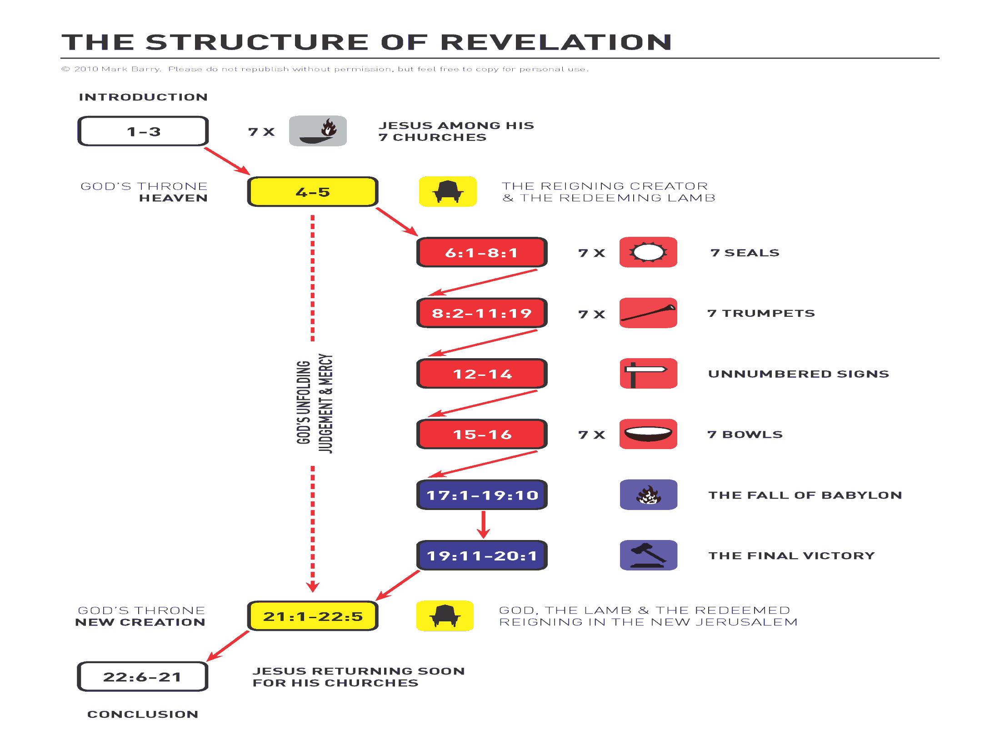 THE STRUCTURE OF REVELATION
© 2010 Mark Barry. Please do not republish without permission, but feel free to copy for personal use.
INTRODUCTION
1-3
7 X
JESUS AMONG HIS
7 CHURCHES
GOD'S THRONE
HEAVEN
4-5
THE REIGNING CREATOR
& THE REDEEMING LAMB
6:1-8:1
7 X
7 SEALS
8:2-11:19
7 X
7 TRUMPETS
GOD'S UNFOLDING
JUDGEMENT & MERCY
12-14
UNNUMBERED SIGNS
15-16
7 X
7 BOWLS
17:1-19:10
THE FALL OF BABYLON
19:11-20:1
THE FINAL VICTORY
GOD'S THRONE
NEW CREATION
21:1-22:5
GOD, THE LAMB & THE REDEEMED
REIGNING IN THE NEW JERUSALEM
22:6-21
JESUS RETURNING SOON
FOR HIS CHURCHES
CONCLUSION